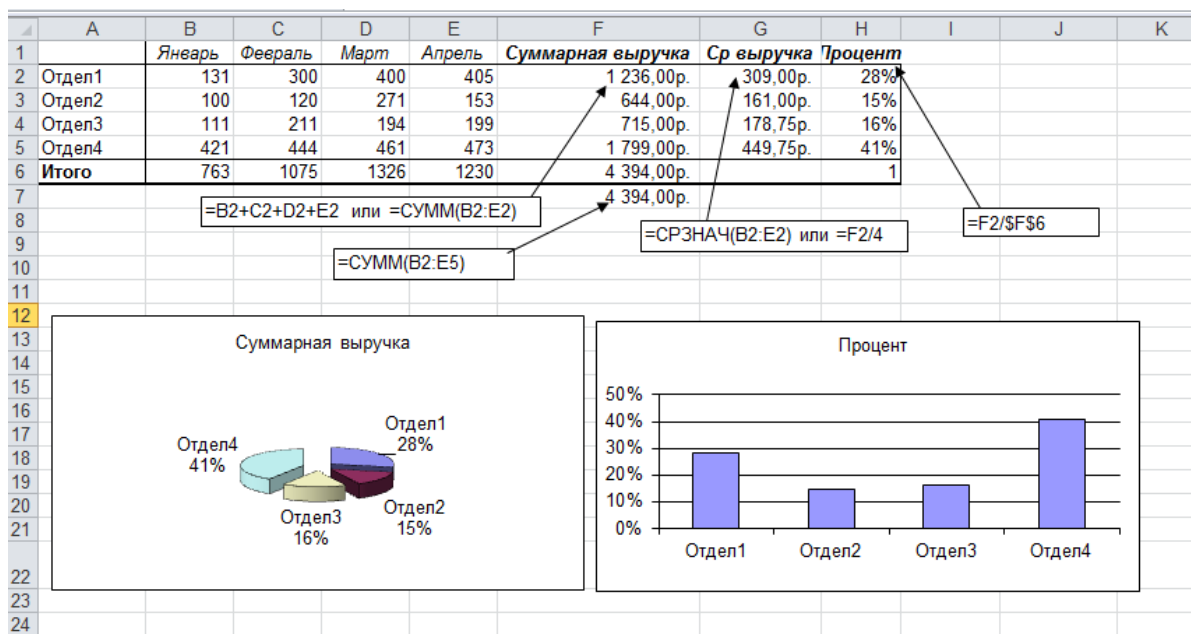 A B C D E F G H I J K
1 Январь Февраль Март Апрель Суммарная выручка Ср выручка Процент
2 Отдел1 131 300 400 405 1 236,00р. 309,00р. 28%
3 Отдел2 100 120 271 153 644,00р. 161,00р. 15%
4 Отдел3 111 211 194 199 715,00р. 178,75р. 16%
5 Отдел4 421 444 461 473 1 799,00р. 449,75р. 41%
6 Итого 763 1075 1326 1230 4 394,00р. 1
7 4 394,00р.
=B2+C2+D2+E2 или =СУММ(B2:E2)
=F2/$F$6
8
=СРЗНАЧ(B2:E2) или =F2/4
9
=СУММ(B2:E5)
10
11
12
13
Суммарная выручка
Процент
14
15
16
17
18
19
20
21
22
23
24
Отдел1
28%
Отдел4
41%
Отдел2
15%
Отдел3
16%
50%
40%
30%
20%
10%
0%
Отдел1 Отдел2 Отдел3 Отдел4